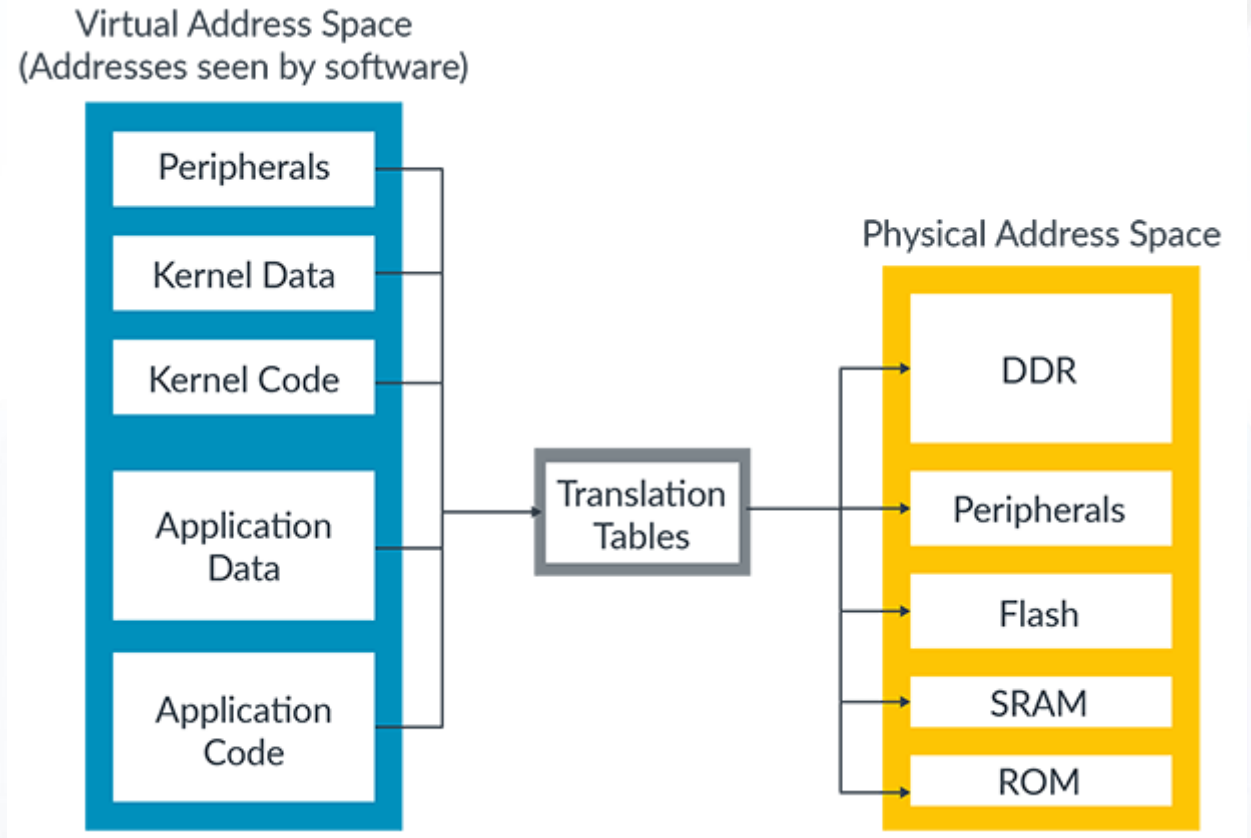 Virtual Address Space
(Addresses seen by software)
Peripherals
Kernel Data
Kernel Code
Application
Data
Application
Code
Translation
Tables
Physical Address Space
DDR
Peripherals
Flash
SRAM
ROM